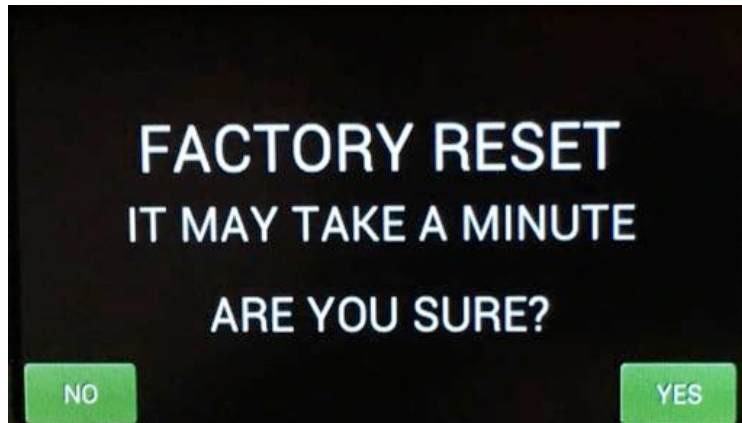 FACTORY RESET
IT MAY TAKE A MINUTE
ARE YOU SURE?
NO
YES